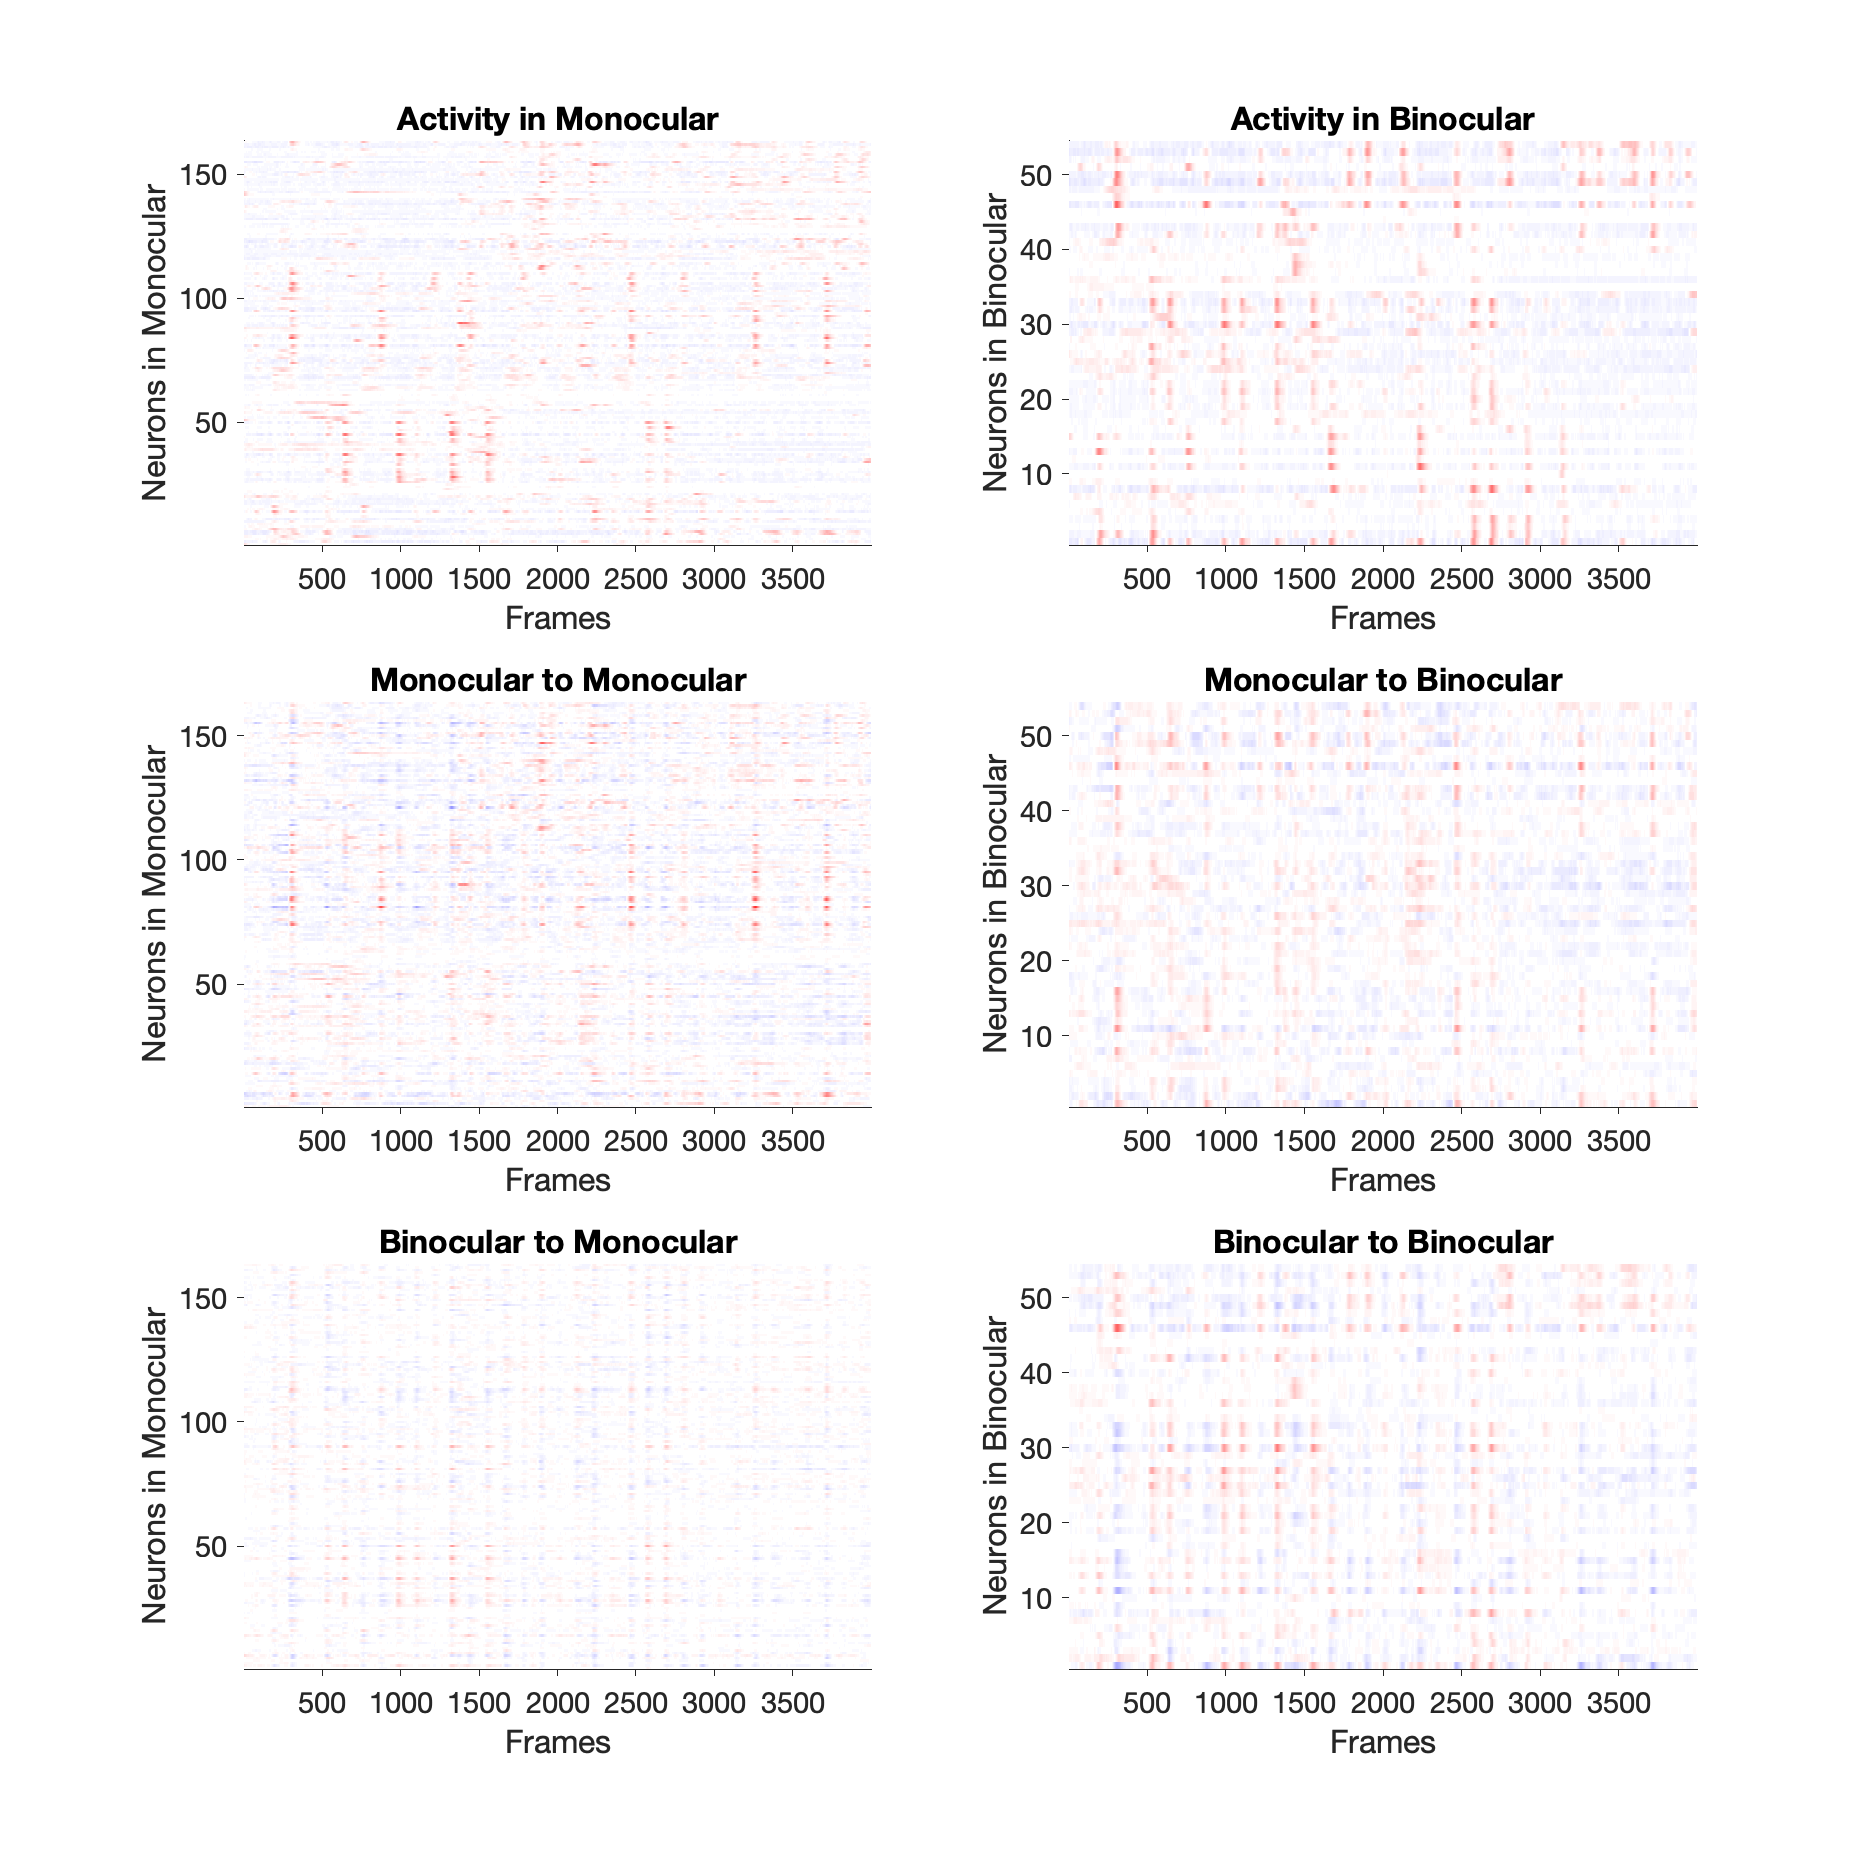 Activity in Monocular
Neurons in Monocular
150
100
50
500 1000 1500 2000 2500 3000 3500
Frames
Activity in Binocular
Neurons in Binocular
50
40
30
20
10
500 1000 1500 2000 2500 3000 3500
Frames
Monocular to Monocular
Neurons in Monocular
150
100
50
500 1000 1500 2000 2500 3000 3500
Frames
Monocular to Binocular
Neurons in Binocular
50
40
30
20
10
500 1000 1500 2000 2500 3000 3500
Frames
Binocular to Monocular
Neurons in Monocular
150
100
50
500 1000 1500 2000 2500 3000 3500
Frames
Binocular to Binocular
Neurons in Binocular
50
40
30
20
10
500 1000 1500 2000 2500 3000 3500
Frames